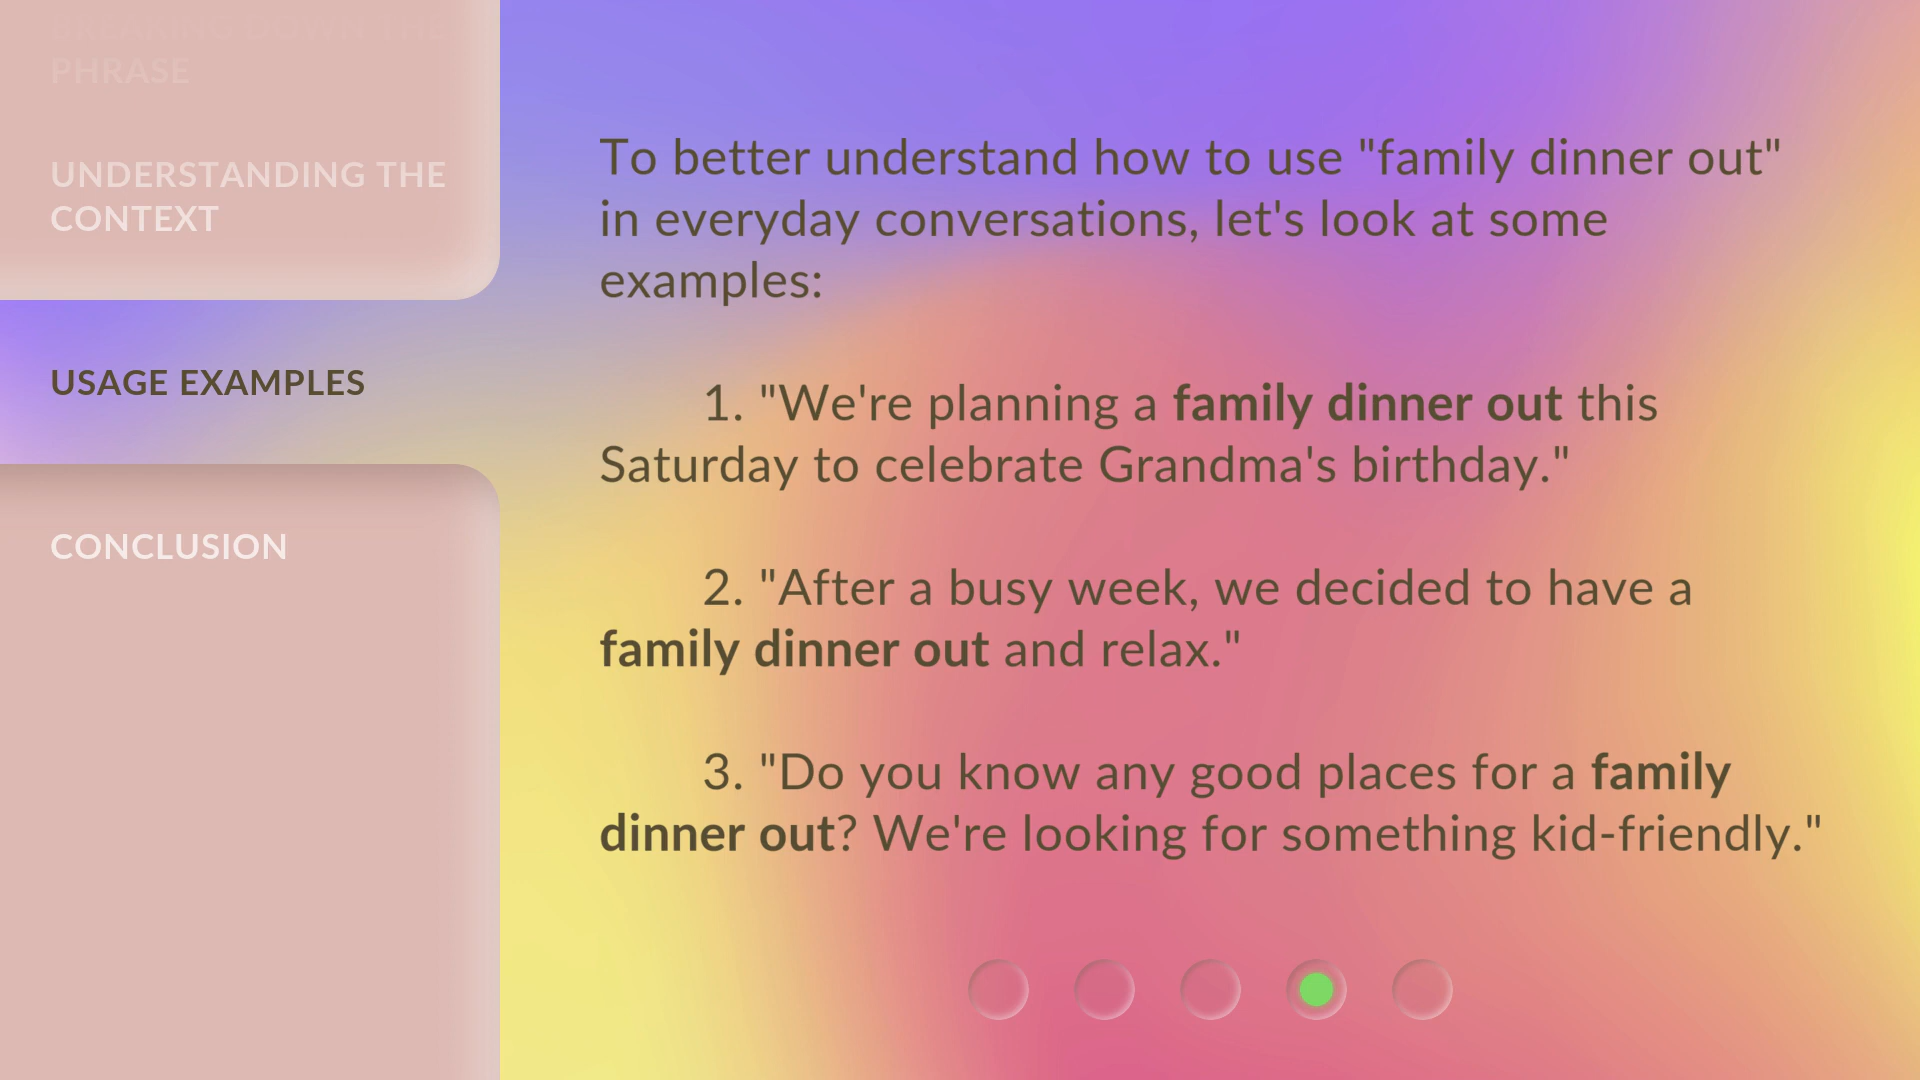 BREAKING DOWN THE
PHRASE
UNDERSTANDING THE
CONTEXT
USAGE EXAMPLES
CONCLUSION
To better understand how to use "family dinner out"
in everyday conversations, let's look at some
examples:
1. "We're planning a family dinner out this
Saturday to celebrate Grandma's birthday."
2. "After a busy week, we decided to have a
family dinner out and relax."
3. "Do you know any good places for a family
dinner out? We're looking for something kid-friendly."